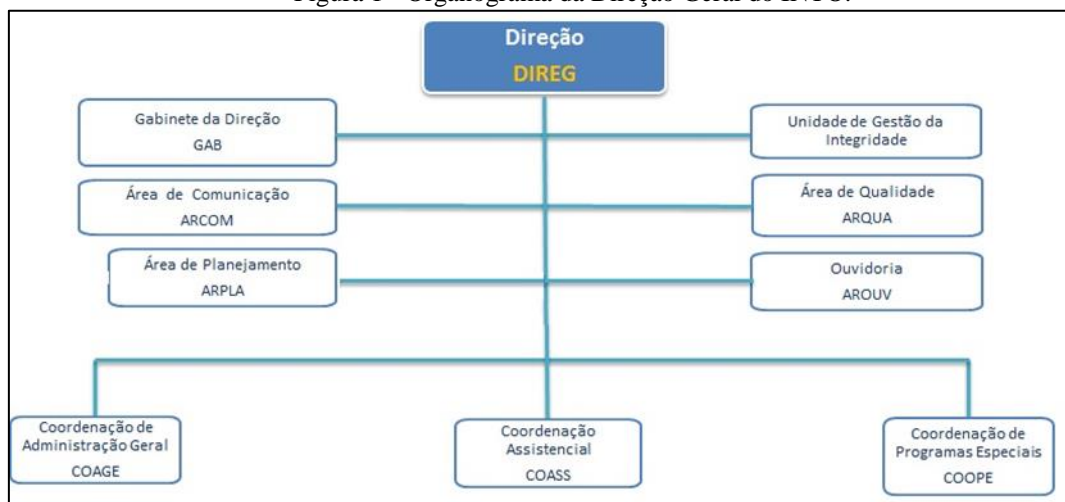 Direção
DIREG
Gabinete da Direção
GAB
Unidade de Gestão da
Integridade
Área de Comunicação
ARCOM
Área de Qualidade
ARQUA
Área de Planejamento
ARPLA
Ouvidoria
AROUV
Coordenação de
Administração Geral
COAGE
Coordenação
Assistencial
COASS
Coordenação de
Programas Especiais
COOPE